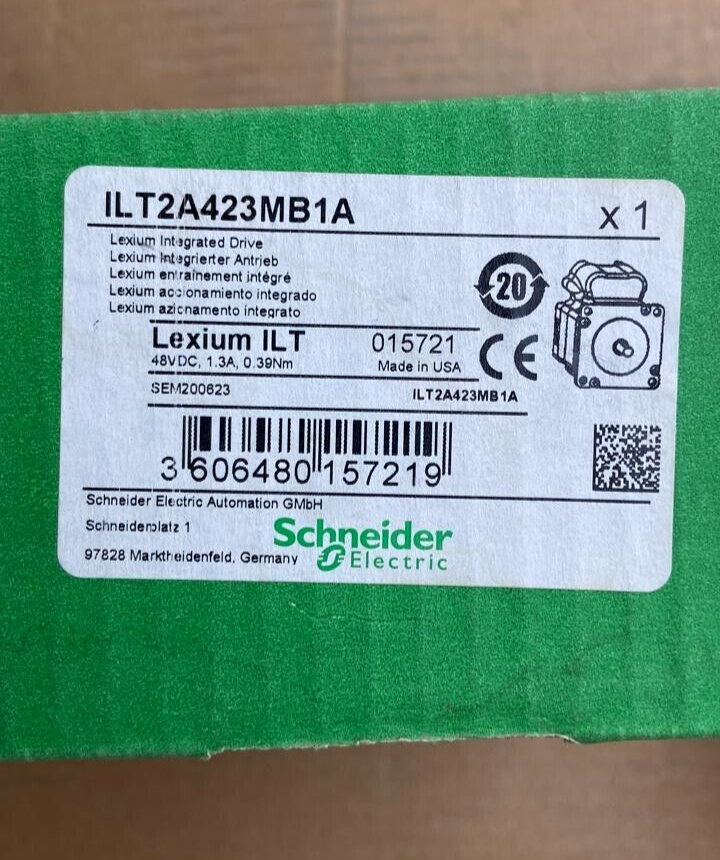 ILT2A423MB1A x 1
Lexium Integrated Drive
Lexium Integrierter Antrieb
Lexium entraînement intégré
Lexium accionamiento integrado
Lexium azionamento integrato
20
Lexium ILT 015721
48VDC, 1.3A, 0.39Nm Made in USA
CE
SEM200623 ILT2A423MB1A
3 606480 157219
Schneider Electric Automation GMbH
Schneiderplatz 1
97828 Marktheidenfeld, Germany
Schneider
Electric